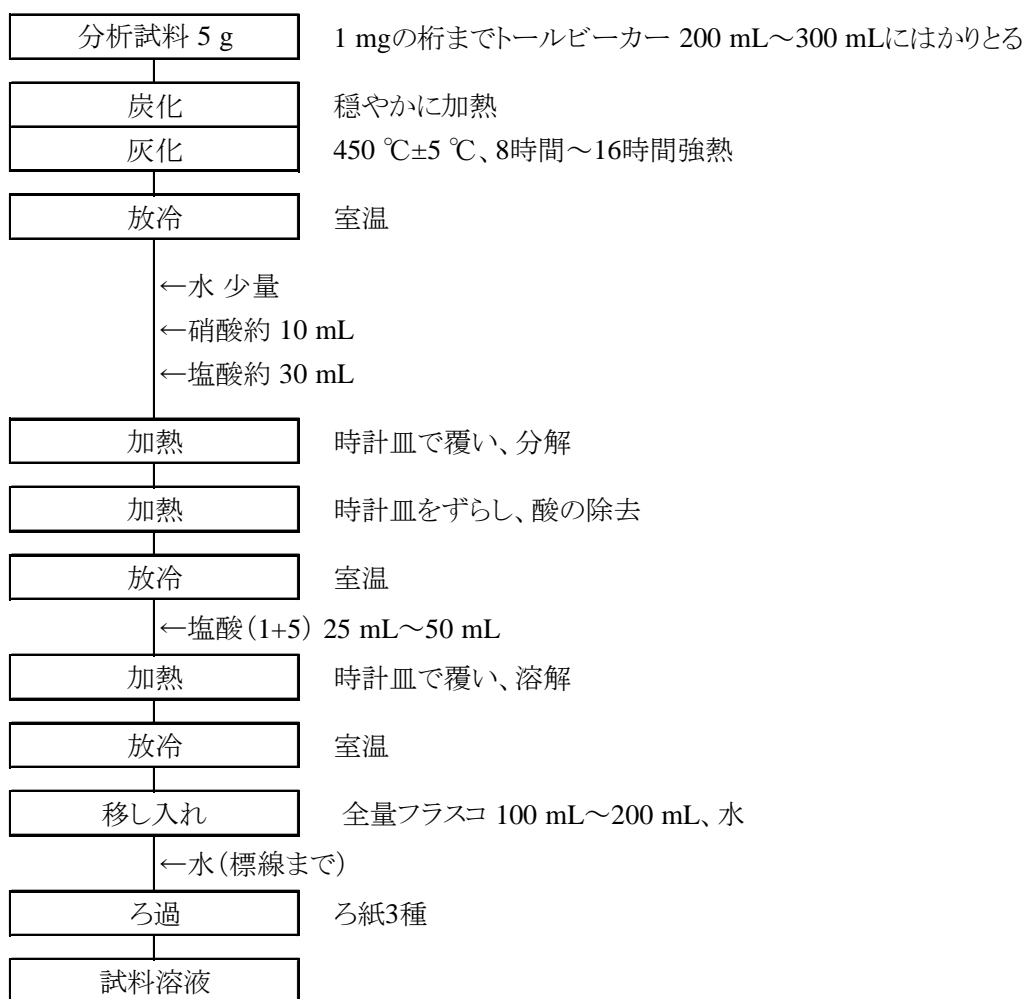 分析試料 5 g 1 mgの桁までトールビーカー 200 mL～300 mLにはかりとる
炭化 穏やかに加熱
灰化 450 ℃±5 ℃、8時間～16時間強熱
放冷 室温
←水 少量
←硝酸約 10 mL
←塩酸約 30 mL
加熱 時計皿で覆い、分解
加熱 時計皿をずらし、酸の除去
放冷 室温
←塩酸（1+5） 25 mL～50 mL
加熱 時計皿で覆い、溶解
放冷 室温
移し入れ 全量フラスコ 100 mL～200 mL、水
←水（標線まで）
ろ過 ろ紙3種
試料溶液